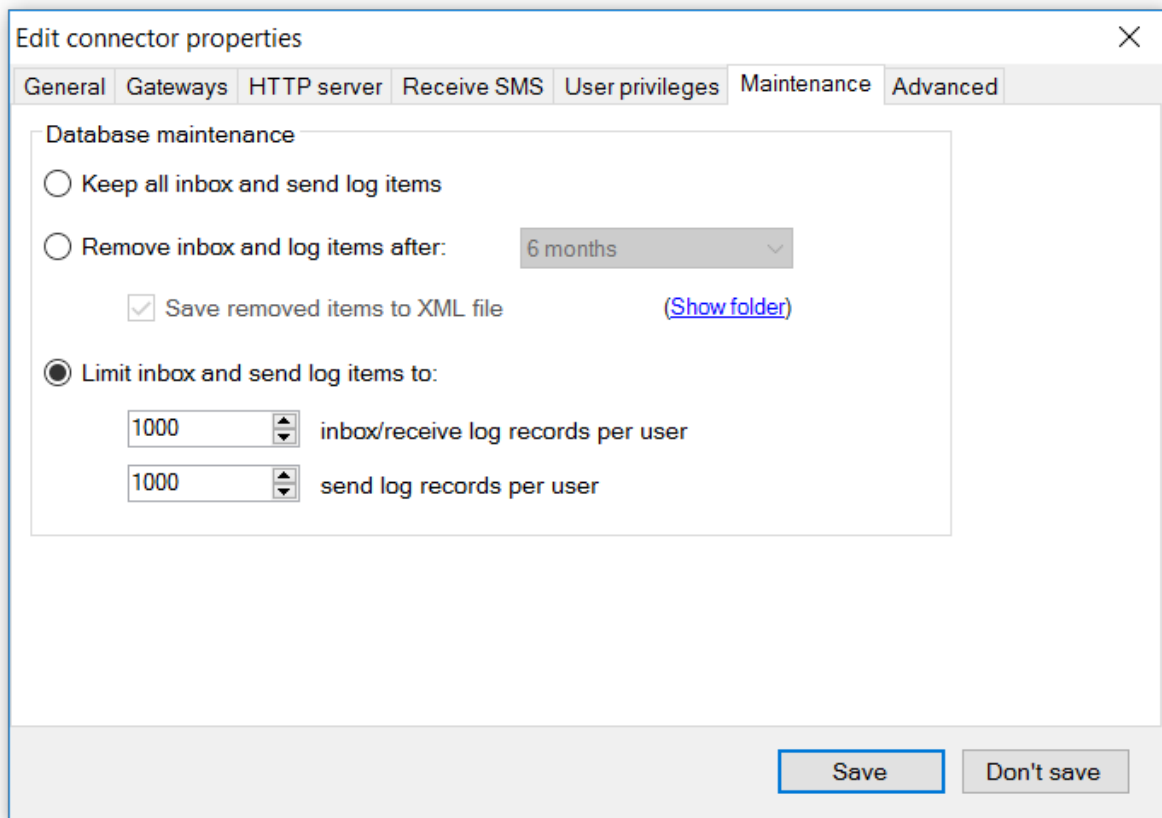 Edit connector properties
General Gateways HTTP server Receive SMS User privileges Maintenance Advanced
Database maintenance
Keep all inbox and send log items
Remove inbox and log items after: 6 months
Save removed items to XML file (Show folder)
Limit inbox and send log items to:
1000 inbox/receive log records per user
1000 send log records per user
Save Don't save